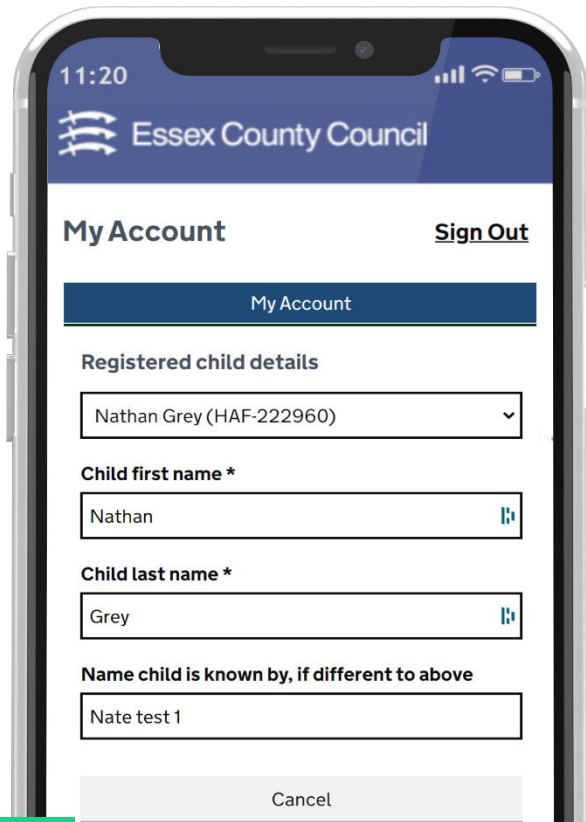 11:20
Essex County Council
My Account
Sign Out
My Account
Registered child details
Nathan Grey (HAF-222960)
Child first name *
Nathan
Child last name *
Grey
Name child is known by, if different to above
Nate test 1
Cancel